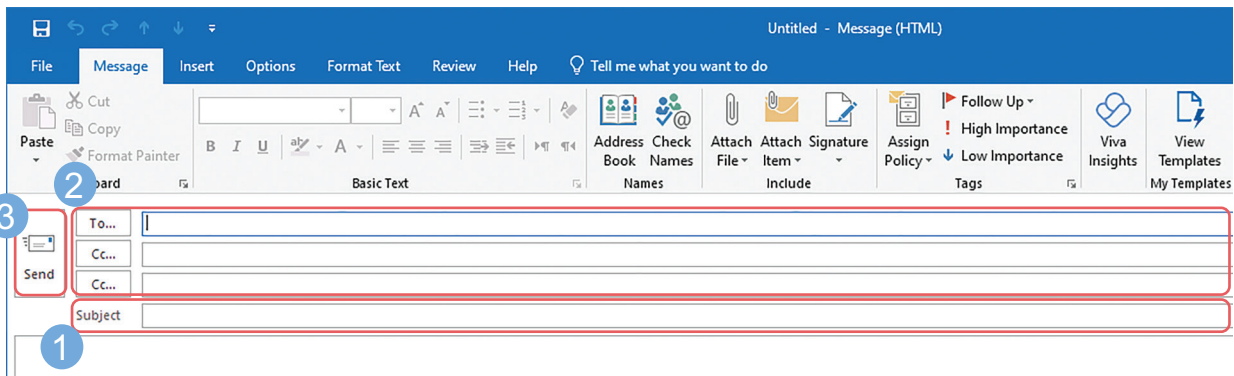 Untitled - Message (HTML)
File Message Insert Options Format Text Review Help Tell me what you want to do
Cut
Copy
Paste
Format Painter
B I U
A
Address Book
Check Names
Attach File
Attach Item
Signature
Assign Policy
Follow Up
High Importance
Low Importance
Viva Insights
View Templates
Basic Text Names Include Tags My Templates
2
3
To...
Cc...
Cc...
Send
Subject
1